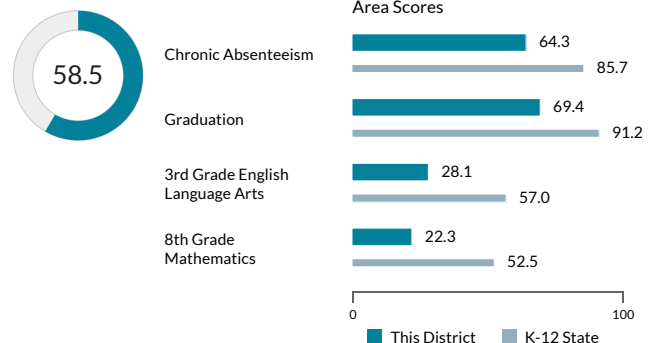 58.5
Area Scores
Chronic Absenteeism
64.3
85.7
Graduation
69.4
91.2
3rd Grade English
Language Arts
28.1
57.0
8th Grade
Mathematics
22.3
52.5
0
100
This District
K-12 State